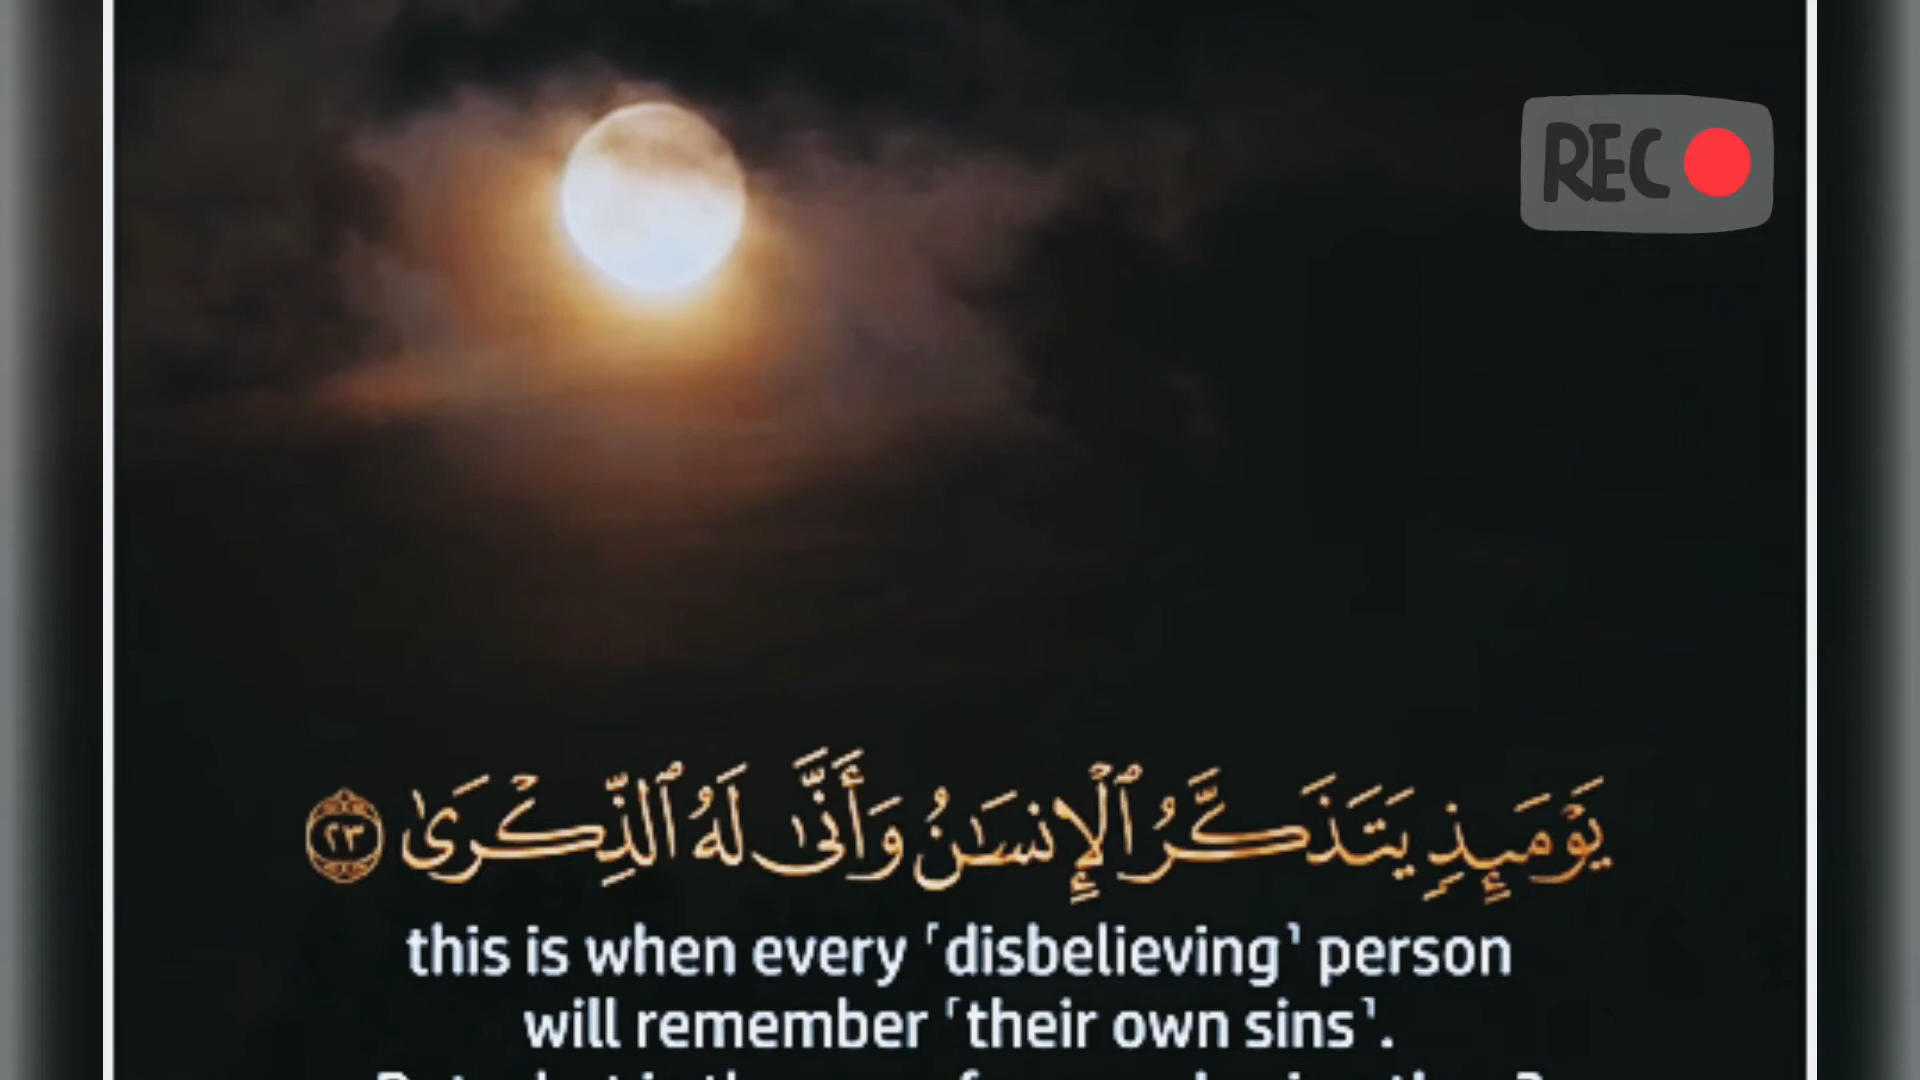 REC
يَوْمَئِذٍ يَتَذَكَّرُ ٱلْإِنسَـٰنُ وَأَنَّىٰ لَهُ ٱلذِّكْرَىٰ ٢٣
this is when every ˹disbelieving˺ person
will remember ˹their own sins˺.